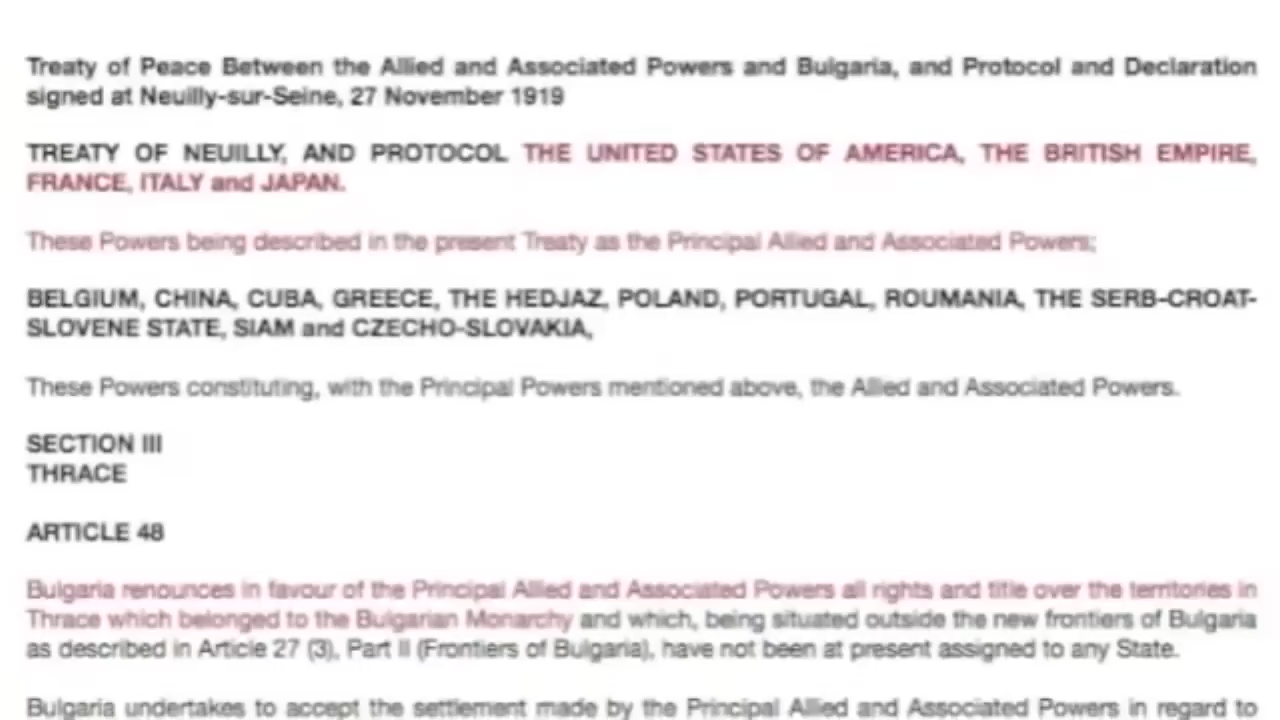 Treaty of Peace Between the Allied and Associated Powers and Bulgaria, and Protocol and Declaration
signed at Neuilly-sur-Seine, 27 November 1919
TREATY OF NEUILLY, AND PROTOCOL THE UNITED STATES OF AMERICA, THE BRITISH EMPIRE,
FRANCE, ITALY and JAPAN.
These Powers being described in the present Treaty as the Principal Allied and Associated Powers;
BELGIUM, CHINA, CUBA, GREECE, THE HEDJAZ, POLAND, PORTUGAL, ROUMANIA, THE SERB-CROAT-
SLOVENE STATE, SIAM and CZECHO-SLOVAKIA,
These Powers constituting, with the Principal Powers mentioned above, the Allied and Associated Powers.
SECTION III
THRACE
ARTICLE 48
Bulgaria renounces in favour of the Principal Allied and Associated Powers all rights and title over the territories in
Thrace which belonged to the Bulgarian Monarchy and which, being situated outside the new frontiers of Bulgaria
as described in Article 27 (3), Part II (Frontiers of Bulgaria), have not been at present assigned to any State.
Bulgaria undertakes to accept the settlement made by the Principal Allied and Associated Powers in regard to